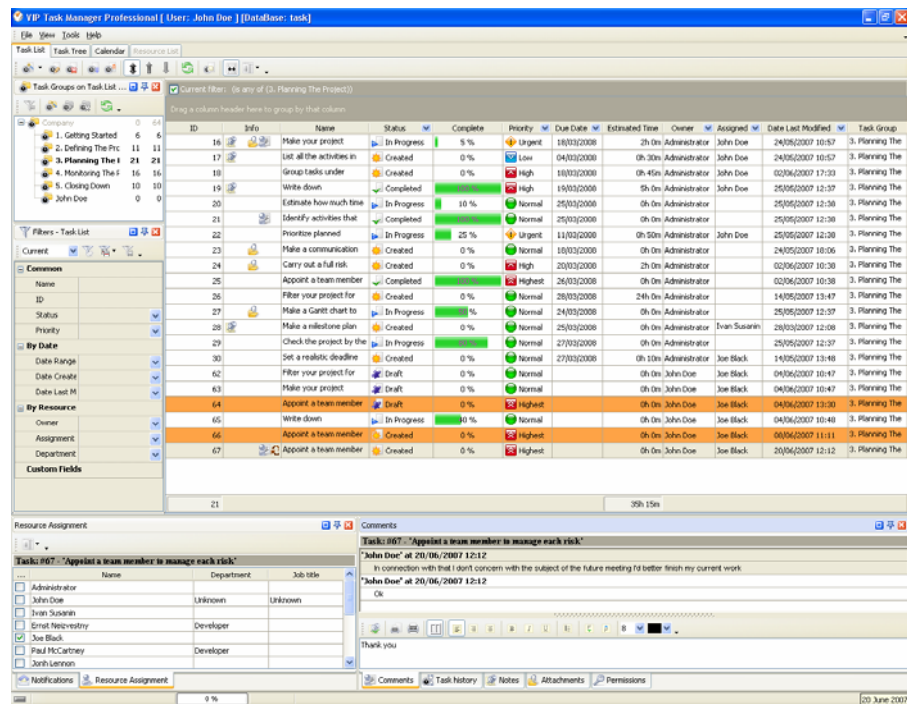 VIP Task Manager Professional [ User: John Doe ] [DataBase: task]
File View Tools Help
Task List Task Tree Calendar Resource List
Task Groups on Task List ...
Company 0 64
1. Getting Started 6 6
2. Defining The Prc 11 11
3. Planning The I 21 21
4. Monitoring The F 16 16
5. Closing Down 10 10
John Doe 0 0
Filters - Task List
Current
Common
Name
ID
Status
Priority
By Date
Date Range
Date Create
Date Last M
By Resource
Owner
Assignment
Department
Custom Fields
Current filter: (is any of (3. Planning The Project))
Drag a column header here to group by that column
ID Info Name Status Complete Priority Due Date Estimated Time Owner Assigned Date Last Modified Task Group
16 Make your project In Progress 5 % Urgent 18/03/2008 2h 0m Administrator John Doe 24/05/2007 10:57 3. Planning The
17 List all the activities in Created 0 % Low 04/03/2008 0h 30m Administrator John Doe 24/05/2007 10:57 3. Planning The
18 Group tasks under Created 0 % High 18/03/2008 0h 45m Administrator John Doe 02/06/2007 17:33 3. Planning The
19 Write down Completed 100 % High 19/03/2008 5h 0m Administrator John Doe 25/05/2007 12:37 3. Planning The
20 Estimate how much time In Progress 10 % Normal 25/03/2008 0h 0m Administrator 25/05/2007 12:38 3. Planning The
21 Identify activities that Completed 100 % Normal 25/03/2008 0h 0m Administrator 25/05/2007 12:38 3. Planning The
22 Prioritize planned In Progress 25 % Urgent 11/03/2008 0h 50m Administrator John Doe 25/05/2007 12:38 3. Planning The
23 Make a communication Created 0 % Normal 18/03/2008 0h 0m Administrator 24/05/2007 18:06 3. Planning The
24 Carry out a full risk Created 0 % High 20/03/2008 2h 0m Administrator 02/06/2007 10:38 3. Planning The
25 Appoint a team member Completed 100 % Highest 26/03/2008 0h 0m Administrator 02/06/2007 10:38 3. Planning The
26 Filter your project for Created 0 % Normal 28/03/2008 24h 0m Administrator 14/05/2007 13:47 3. Planning The
27 Make a Gantt chart to In Progress % Normal 24/03/2008 0h 0m Administrator 25/05/2007 12:37 3. Planning The
28 Make a milestone plan Created 0 % Normal 25/03/2008 0h 0m Administrator Ivan Susanin 28/03/2007 12:08 3. Planning The
29 Check the project by the In Progress Normal 27/03/2008 0h 0m Administrator 25/05/2007 12:37 3. Planning The
30 Set a realistic deadline Created 0 % Normal 27/03/2008 0h 10m Administrator Joe Black 14/05/2007 13:48 3. Planning The
62 Filter your project for Draft 0 % Normal 0h 0m John Doe Joe Black 04/06/2007 10:47 3. Planning The
63 Make your project Draft 0 % Normal 0h 0m John Doe Joe Black 04/06/2007 10:47 3. Planning The
64 Appoint a team member Draft 0 % Highest 0h 0m John Doe Joe Black 04/06/2007 13:30 3. Planning The
65 Write down In Progress 40 % Normal 0h 0m John Doe Joe Black 04/06/2007 10:48 3. Planning The
66 Appoint a team member Created 0 % Highest 0h 0m John Doe Joe Black 08/06/2007 11:11 3. Planning The
67 Appoint a team member Created 0 % Highest 0h 0m John Doe Joe Black 20/06/2007 12:12 3. Planning The
21 35h 15m
Resource Assignment
Task: #67 - "Appoint a team member to manage each risk"
... Name Department Job title
Administrator
John Doe Unknown Unknown
Ivan Susanin
Ernst Neizvestny Developer
Joe Black
Paul McCartney Developer
Jonh Lennon
Notifications Resource Assignment
Comments
Task: #67 - "Appoint a team member to manage each risk"
"John Doe" at 20/06/2007 12:12
In connection with that I don't concern with the subject of the future meeting I'd better finish my current work
"John Doe" at 20/06/2007 12:12
Ok
8
Thank you
Comments Task history Notes Attachments Permissions
0 % 20 June 2007